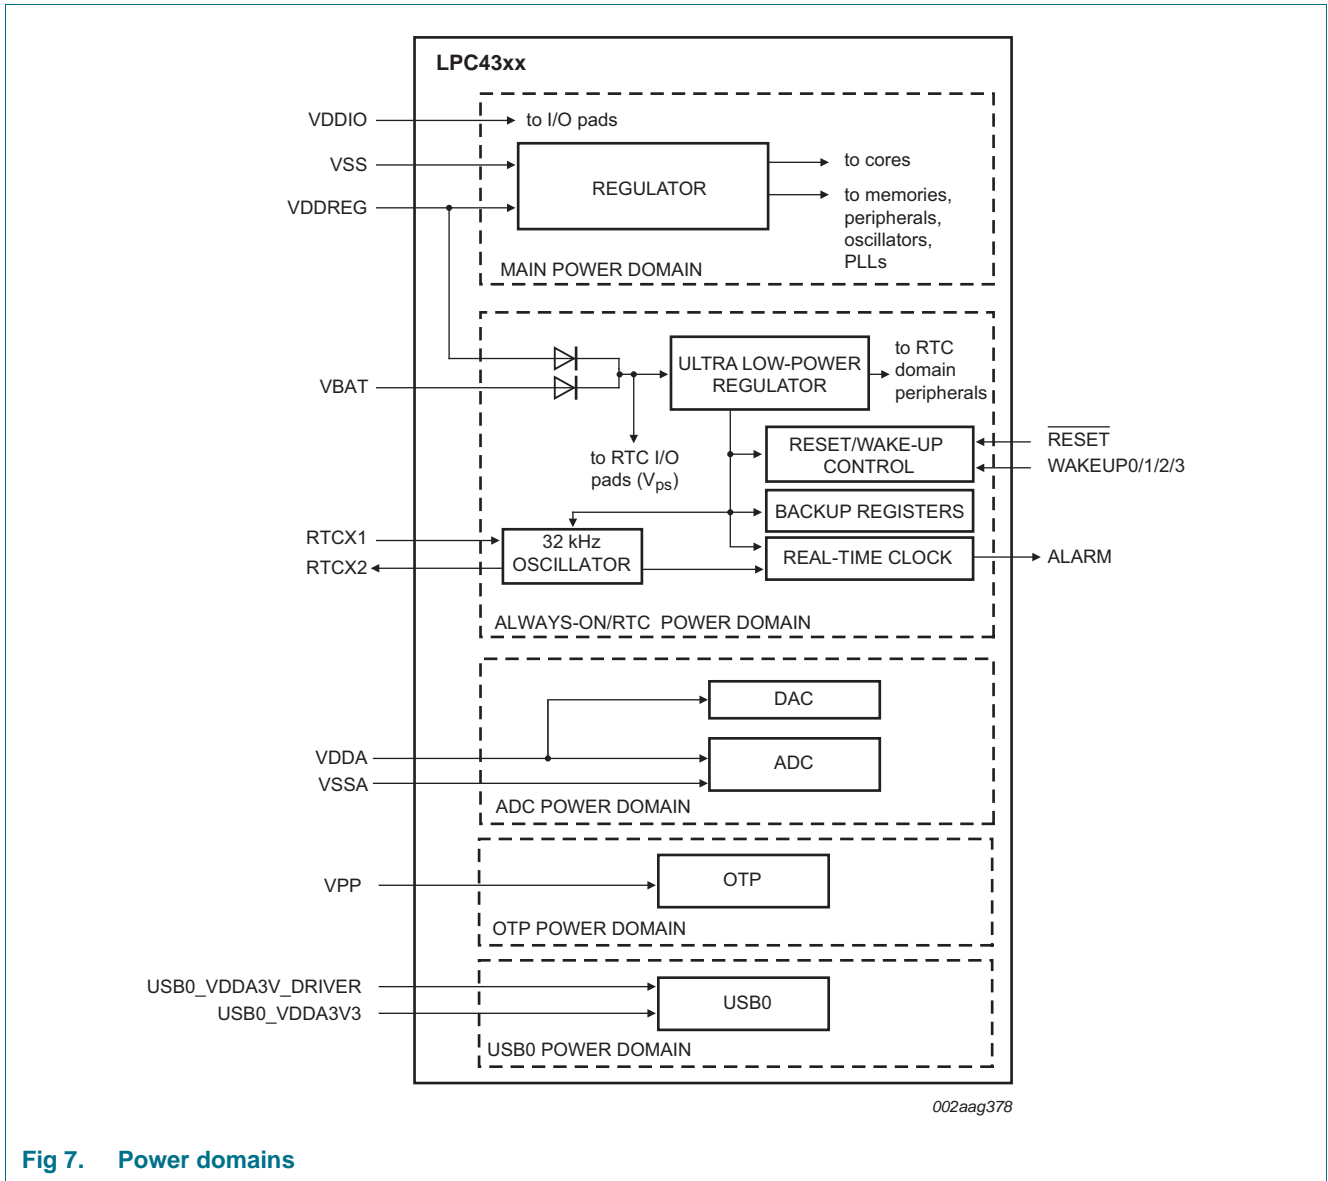 LPC43xx
VDDIO
to I/O pads
VSS
REGULATOR
to cores
VDDREG
to memories,
peripherals,
oscillators,
PLLs
MAIN POWER DOMAIN
VBAT
ULTRA LOW-POWER
REGULATOR
to RTC
domain
peripherals
to RTC I/O
pads (Vps)
RESET/WAKE-UP
CONTROL
RESET
WAKEUP0/1/2/3
BACKUP REGISTERS
RTCX1
RTCX2
32 kHz
OSCILLATOR
REAL-TIME CLOCK
ALARM
ALWAYS-ON/RTC POWER DOMAIN
DAC
VDDA
VSSA
ADC
ADC POWER DOMAIN
VPP
OTP
OTP POWER DOMAIN
USB0_VDDA3V_DRIVER
USB0_VDDA3V3
USB0
USB0 POWER DOMAIN
002aag378
Fig 7. Power domains